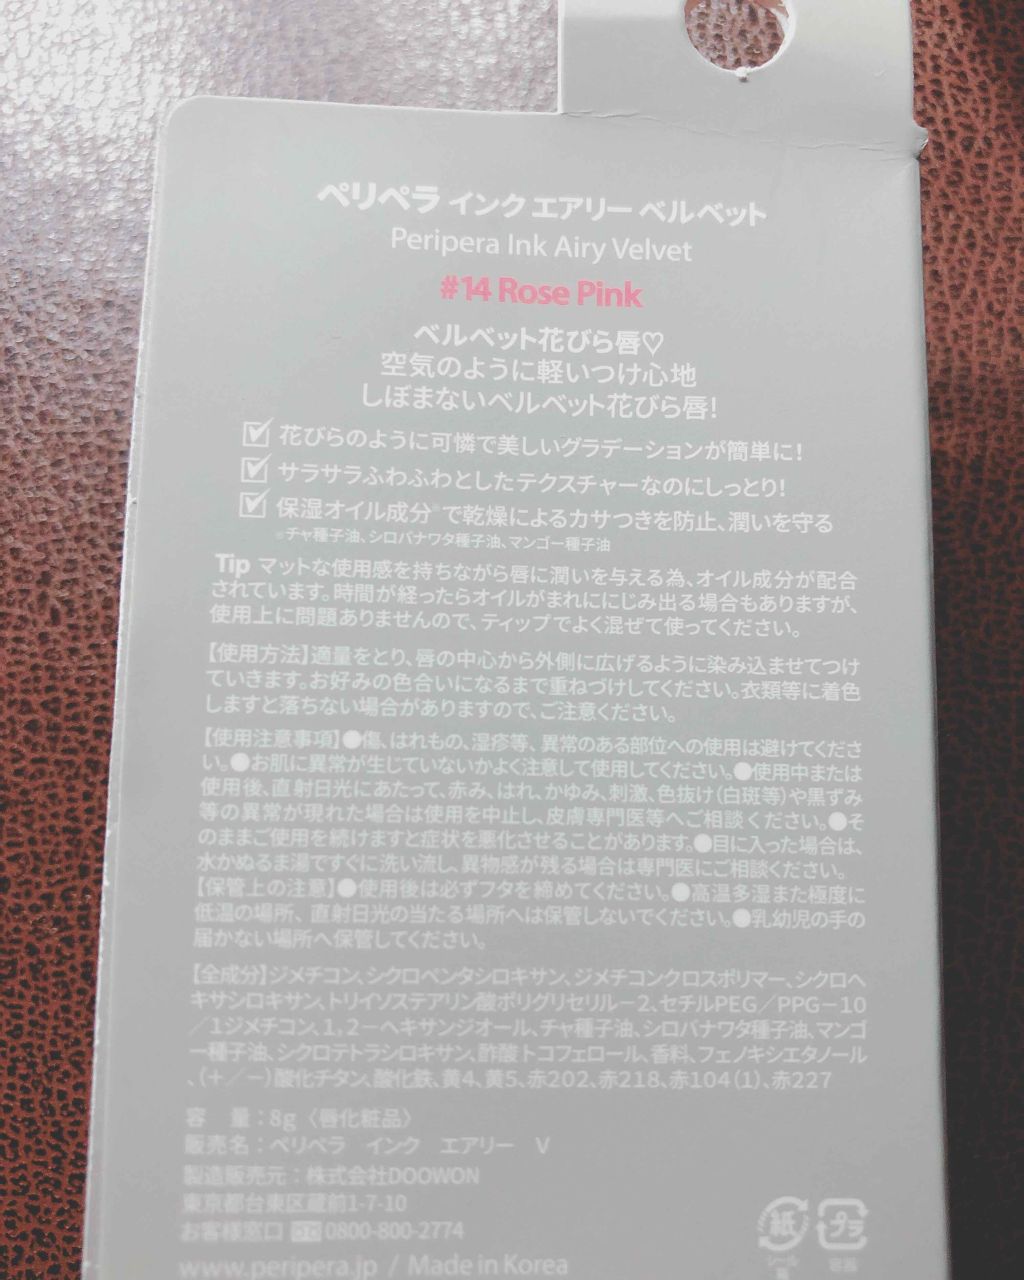 ペリペラ インク エアリー ベルベット
Peripera Ink Airy Velvet
#14 Rose Pink
ベルベット花びら唇♡
空気のように軽いつけ心地
しぼまないベルベット花びら唇!
花びらのように可憐で美しいグラデーションが簡単に!
サラサラふわふわとしたテクスチャーなのにしっとり!
保湿オイル成分※で乾燥によるカサつきを防止、潤いを守る
※チャ種子油、シロバナワタ種子油、マンゴー種子油
Tip マットな使用感を持ちながら唇に潤いを与える為、オイル成分が配合
されています。時間が経ったらオイルがまれににじみ出る場合もありますが、
使用上に問題ありませんので、ティップでよく混ぜて使ってください。
【使用方法】適量をとり、唇の中心から外側に広げるように染み込ませてつけ
ていきます。お好みの色合いになるまで重ねづけしてください。衣類等に着色
しますと落ちない場合がありますので、ご注意ください。
【使用注意事項】●傷、はれもの、湿疹等、異常のある部位への使用は避けてくださ
い。●お肌に異常が生じていないかよく注意して使用してください。●使用中または
使用後、直射日光にあたって、赤み、はれ、かゆみ、刺激、色抜け(白斑等)や黒ずみ
等の異常が現れた場合は使用を中止し、皮膚専門医等へご相談ください。●そ
のままご使用を続けますと症状を悪化させることがあります。●目に入った場合は、
水かぬるま湯ですぐに洗い流し、異物感が残る場合は専門医にご相談ください。
【保管上の注意】●使用後は必ずフタを締めてください。●高温多湿また極度に
低温の場所、直射日光の当たる場所へは保管しないでください。●乳幼児の手の
届かない場所へ保管してください。
【全成分】ジメチコン、シクロペンタシロキサン、ジメチコンクロスポリマー、シクロヘ
キサシロキサン、トリイソステアリン酸ポリグリセリル－2、セチルPEG／PPG－10
／1ジメチコン、1，2－ヘキサンジオール、チャ種子油、シロバナワタ種子油、マンゴ
ー種子油、シクロテトラシロキサン、酢酸トコフェロール、香料、フェノキシエタノール
、(＋／－)酸化チタン、酸化鉄、黄4、黄5、赤202、赤218、赤104(1)、赤227
容　量：8g〈唇化粧品〉
販売名：ペリペラ　インク　エアリー　V
製造販売元：株式会社DOOWON
東京都台東区蔵前1-7-10
お客様窓口 0800-800-2774
www.peripera.jp / Made in Korea
紙
プラ